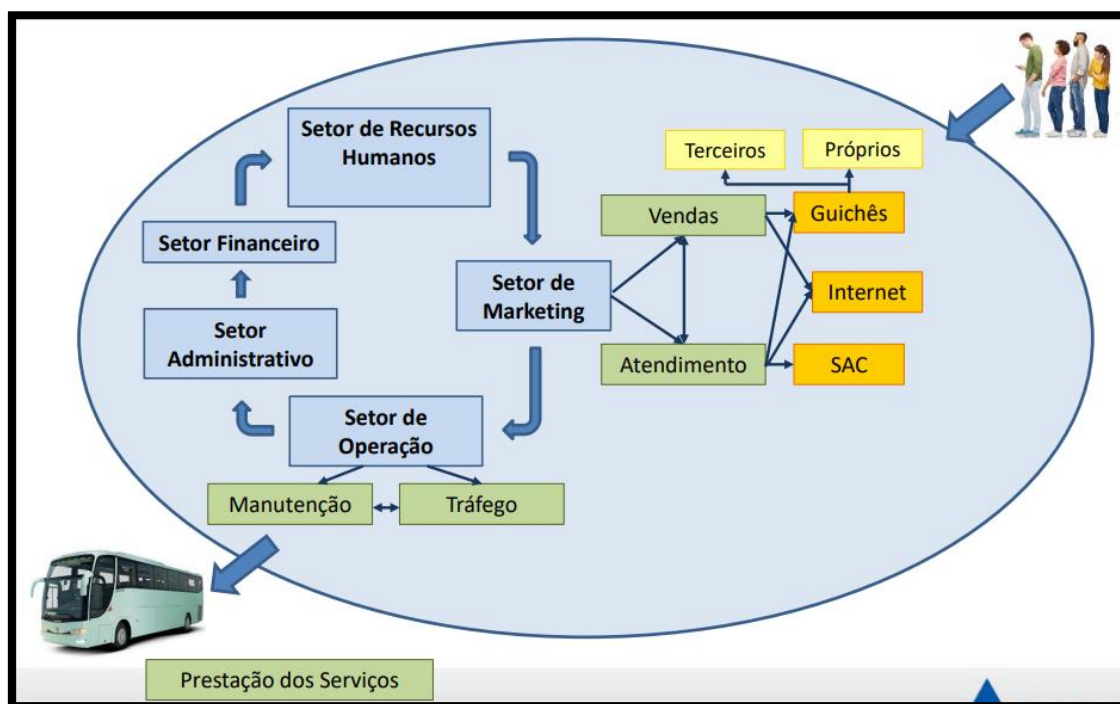 Setor de Recursos
Humanos
Terceiros
Próprios
Vendas
Guichês
Setor Financeiro
Setor de
Marketing
Internet
Setor
Administrativo
Atendimento
SAC
Setor de
Operação
Manutenção
Tráfego
Prestação dos Serviços